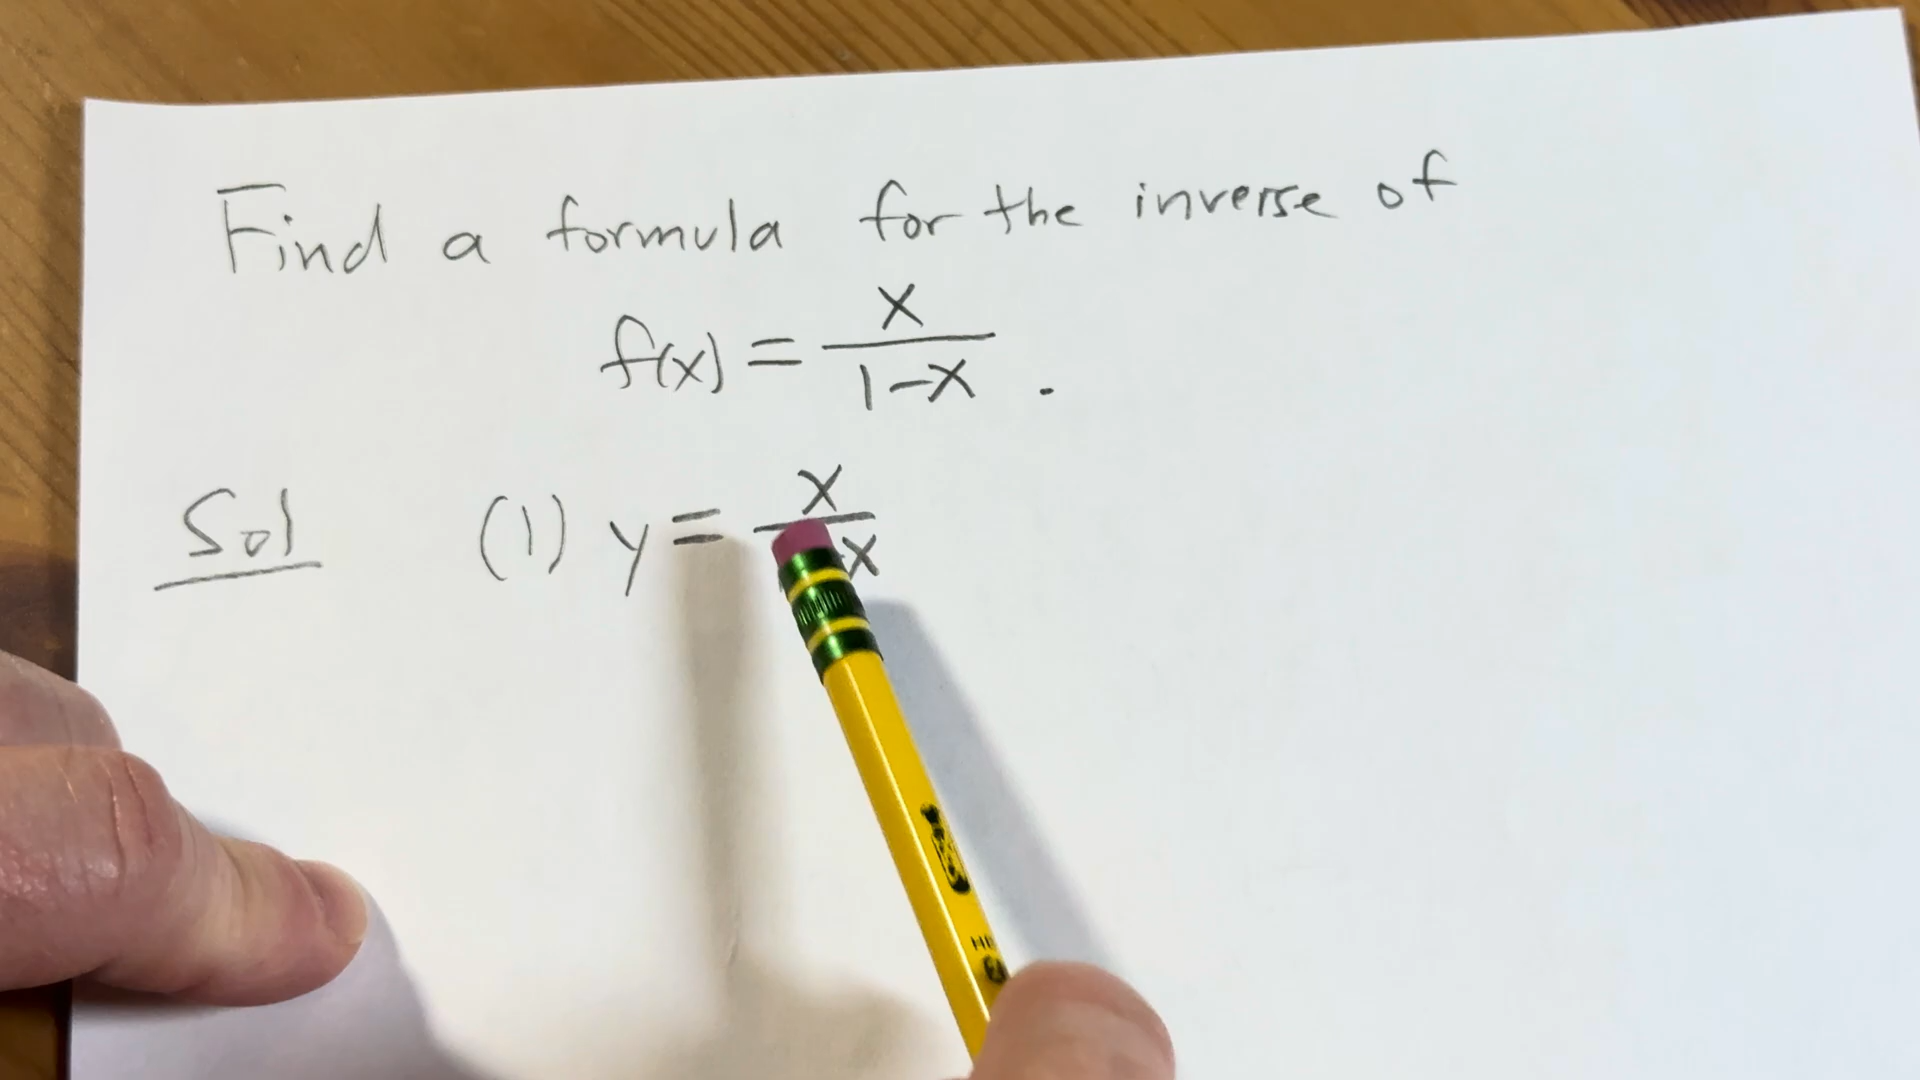 Find a formula for the inverse of
f(x) = x / 1-x .
Sol (1) y = x / -x